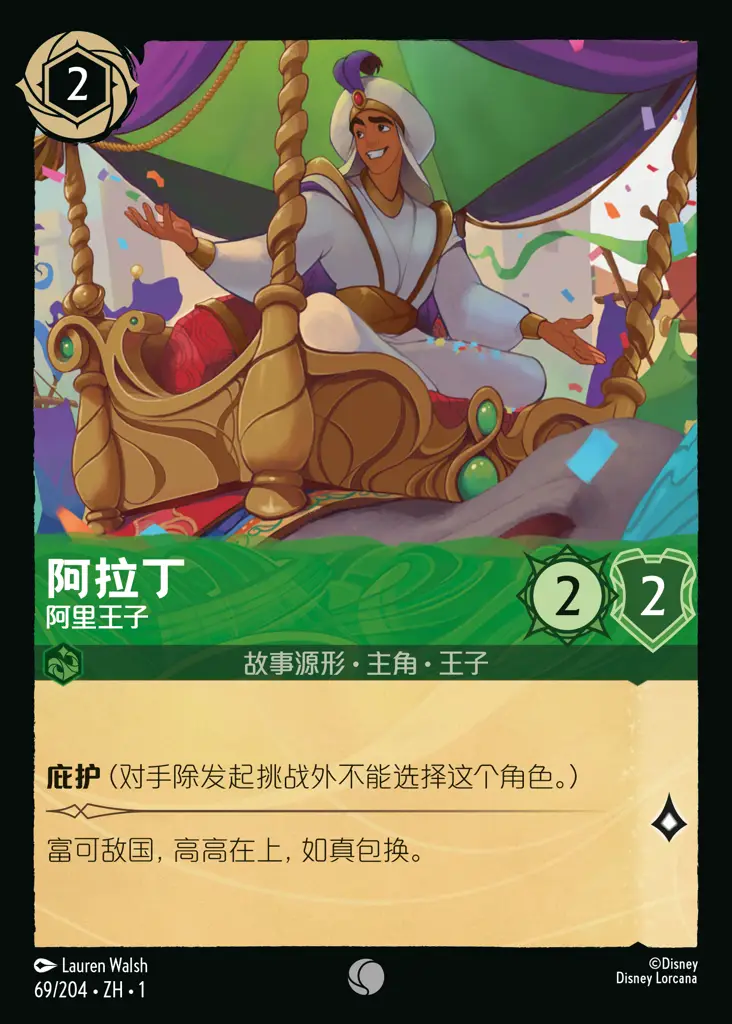 2
阿拉丁
阿里王子
2
2
故事源形·主角·王子
庇护（对手除发起挑战外不能选择这个角色。）
富可敌国，高高在上，如真包换。
Lauren Walsh
69/204·ZH·1
©Disney
Disney Lorcana